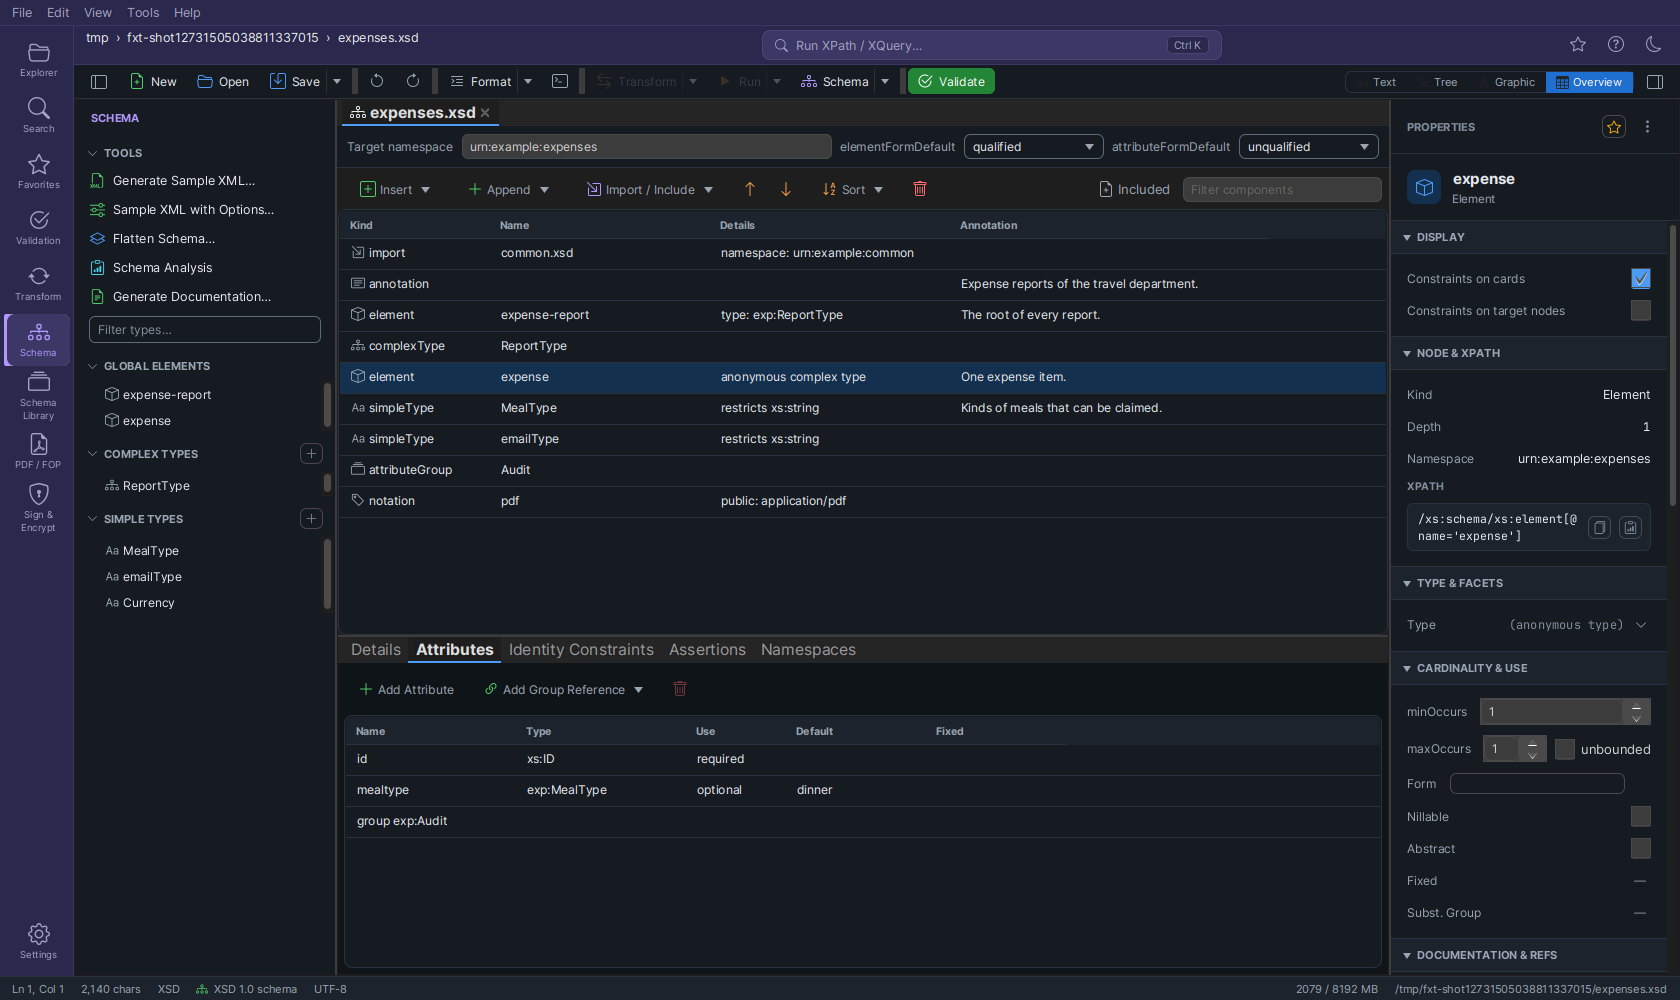 File Edit View Tools Help
tmp › fxt-shot12731505038811337015 › expenses.xsd
Run XPath / XQuery... Ctrl K
New Open Save Format Transform Run Schema Validate Text Tree Graphic Overview
Explorer
Search
Favorites
Validation
Transform
Schema
Schema
Library
PDF / FOP
Sign &
Encrypt
Settings
SCHEMA
TOOLS
Generate Sample XML...
Sample XML with Options...
Flatten Schema...
Schema Analysis
Generate Documentation...
Filter types...
GLOBAL ELEMENTS
expense-report
expense
COMPLEX TYPES
ReportType
SIMPLE TYPES
Aa MealType
Aa emailType
Aa Currency
expenses.xsd
Target namespace urn:example:expenses elementFormDefault qualified attributeFormDefault unqualified
Insert Append Import / Include Sort Included Filter components
Kind Name Details Annotation
import common.xsd namespace: urn:example:common
annotation Expense reports of the travel department.
element expense-report type: exp:ReportType The root of every report.
complexType ReportType
element expense anonymous complex type One expense item.
Aa simpleType MealType restricts xs:string Kinds of meals that can be claimed.
Aa simpleType emailType restricts xs:string
attributeGroup Audit
notation pdf public: application/pdf
Details Attributes Identity Constraints Assertions Namespaces
Add Attribute Add Group Reference
Name Type Use Default Fixed
id xs:ID required
mealtype exp:MealType optional dinner
group exp:Audit
PROPERTIES
expense
Element
DISPLAY
Constraints on cards
Constraints on target nodes
NODE & XPATH
Kind Element
Depth 1
Namespace urn:example:expenses
XPATH
/xs:schema/xs:element[@
name='expense']
TYPE & FACETS
Type (anonymous type)
CARDINALITY & USE
minOccurs 1
maxOccurs 1 unbounded
Form
Nillable
Abstract
Fixed —
Subst. Group —
DOCUMENTATION & REFS
Ln 1, Col 1 2,140 chars XSD XSD 1.0 schema UTF-8 2079 / 8192 MB /tmp/fxt-shot12731505038811337015/expenses.xsd